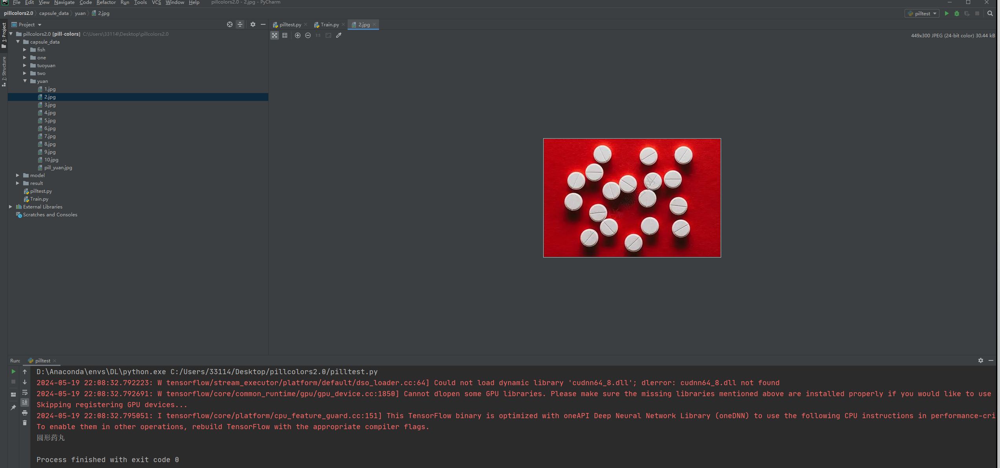 File Edit View Navigate Code Refactor Run Tools VCS Window Help pillcolors2.0 - 2.jpg - PyCharm
pillcolors2.0 capsule_data yuan 2.jpg
pilltest
Project
pilltest.py Train.py 2.jpg
1: Project
7: Structure
1:1
449x300 JPEG (24-bit color) 30.44 kB
pillcolors2.0 [pill-colors] C:\Users\33114\Desktop\pillcolors2.0
capsule_data
fish
one
tuoyuan
two
yuan
1.jpg
2.jpg
3.jpg
4.jpg
5.jpg
6.jpg
7.jpg
8.jpg
9.jpg
10.jpg
pill_yuan.jpg
model
result
pilltest.py
Train.py
External Libraries
Scratches and Consoles
Run: pilltest
D:\Anaconda\envs\DL\python.exe C:/Users/33114/Desktop/pillcolors2.0/pilltest.py
2024-05-19 22:08:32.792223: W tensorflow/stream_executor/platform/default/dso_loader.cc:64] Could not load dynamic library 'cudnn64_8.dll'; dlerror: cudnn64_8.dll not found
2024-05-19 22:08:32.792691: W tensorflow/core/common_runtime/gpu/gpu_device.cc:1850] Cannot dlopen some GPU libraries. Please make sure the missing libraries mentioned above are installed properly if you would like to use
Skipping registering GPU devices...
2024-05-19 22:08:32.795051: I tensorflow/core/platform/cpu_feature_guard.cc:151] This TensorFlow binary is optimized with oneAPI Deep Neural Network Library (oneDNN) to use the following CPU instructions in performance-cri
To enable them in other operations, rebuild TensorFlow with the appropriate compiler flags.
圆形药丸
Process finished with exit code 0